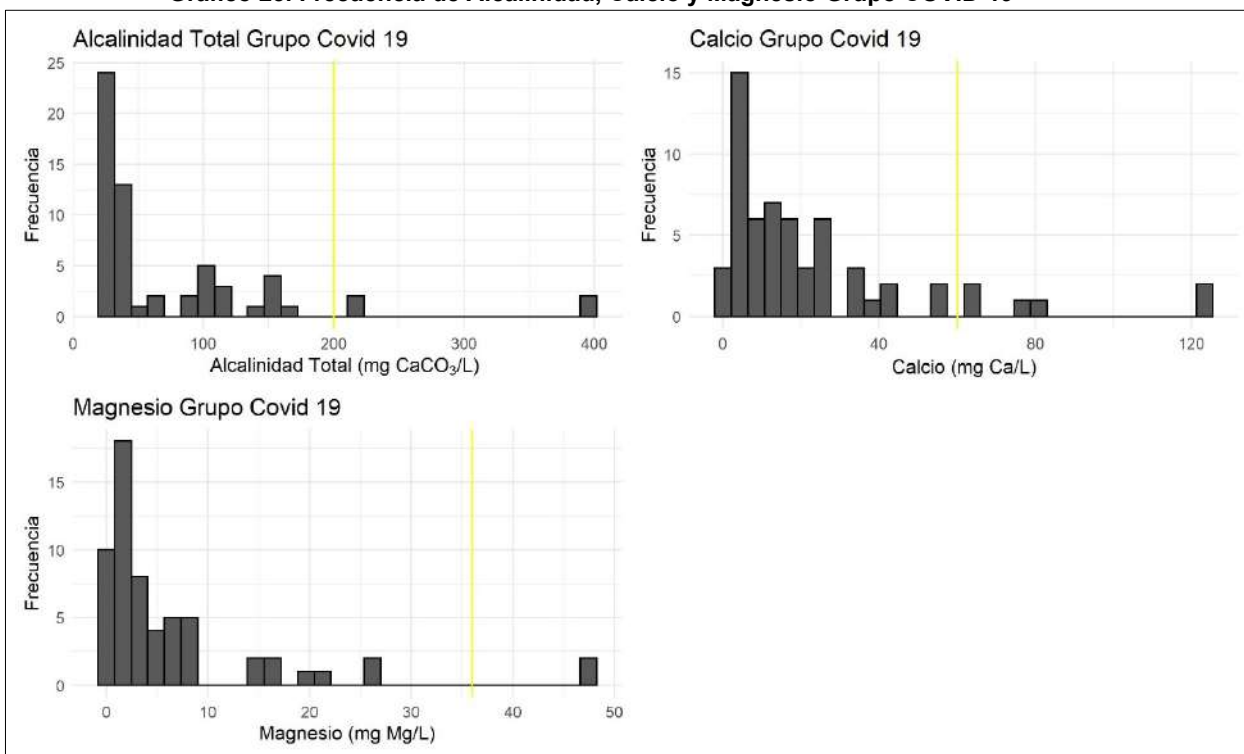 Alcalinidad Total Grupo Covid 19
25
20
15
10
5
0
Frecuencia
0 100 200 300 400
Alcalinidad Total (mg CaCO₃/L)
Calcio Grupo Covid 19
15
10
5
0
Frecuencia
0 40 80 120
Calcio (mg Ca/L)
Magnesio Grupo Covid 19
15
10
5
0
Frecuencia
0 10 20 30 40 50
Magnesio (mg Mg/L)